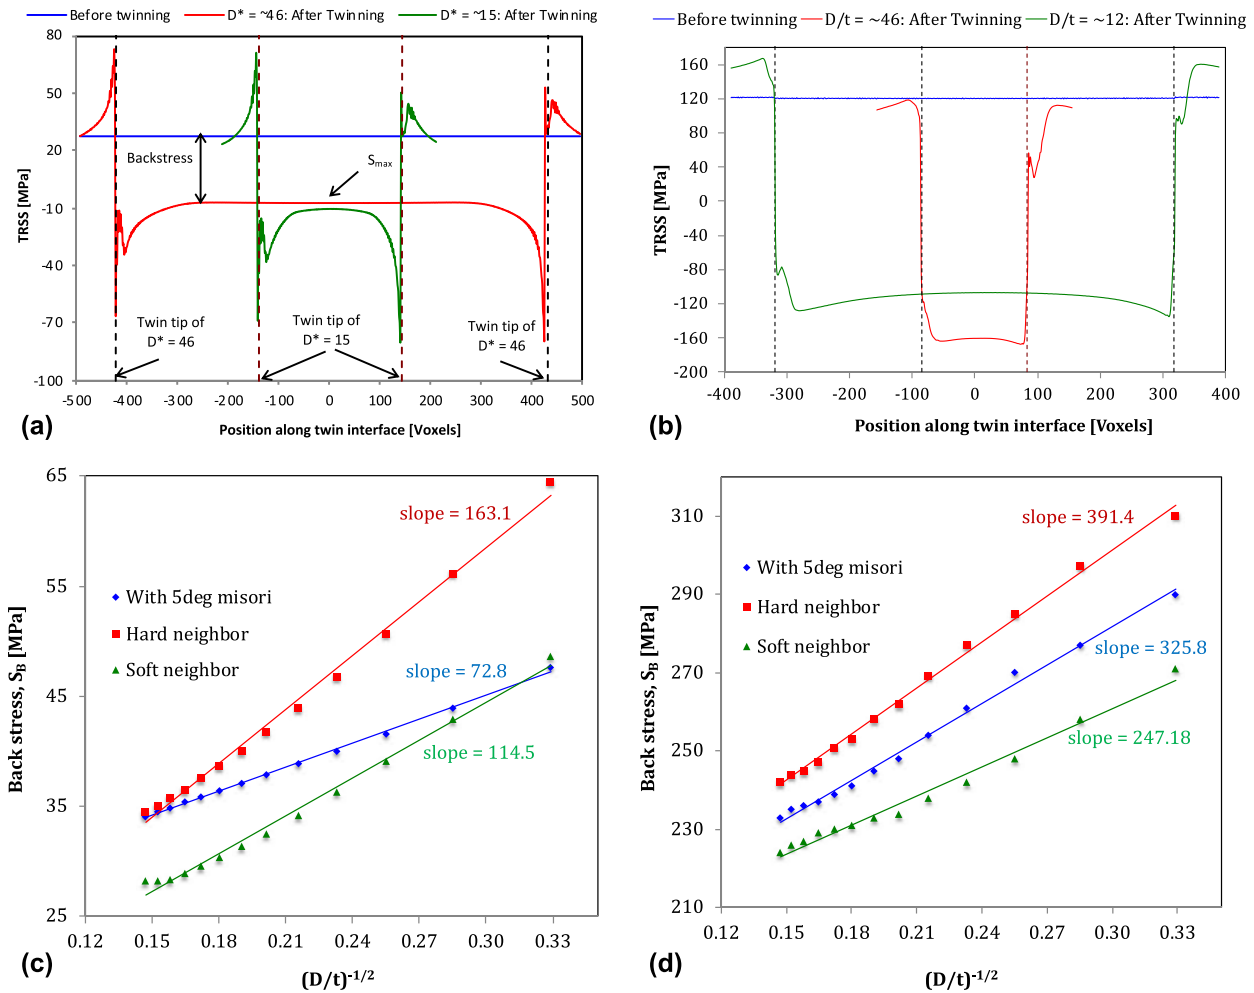 Before twinning
D* = ~46: After Twinning
D* = ~15: After Twinning
80
50
20
-10
-40
-70
-100
TRSS [MPa]
Backstress
Smax
Twin tip of
D* = 46
Twin tip of
D* = 15
Twin tip of
D* = 46
-500
-400
-300
-200
-100
0
100
200
300
400
500
Position along twin interface [Voxels]
(a)
Before twinning
D/t = ~46: After Twinning
D/t = ~12: After Twinning
160
120
80
40
0
-40
-80
-120
-160
-200
TRSS [MPa]
-400
-300
-200
-100
0
100
200
300
400
Position along twin interface [Voxels]
(b)
65
55
45
35
25
Back stress, SB [MPa]
slope = 163.1
With 5deg misori
Hard neighbor
Soft neighbor
slope = 72.8
slope = 114.5
0.12
0.15
0.18
0.21
0.24
0.27
0.30
0.33
(D/t)-1/2
(c)
310
290
270
250
230
210
Back stress, SB [MPa]
slope = 391.4
With 5deg misori
Hard neighbor
Soft neighbor
slope = 325.8
slope = 247.18
0.12
0.15
0.18
0.21
0.24
0.27
0.30
0.33
(D/t)-1/2
(d)